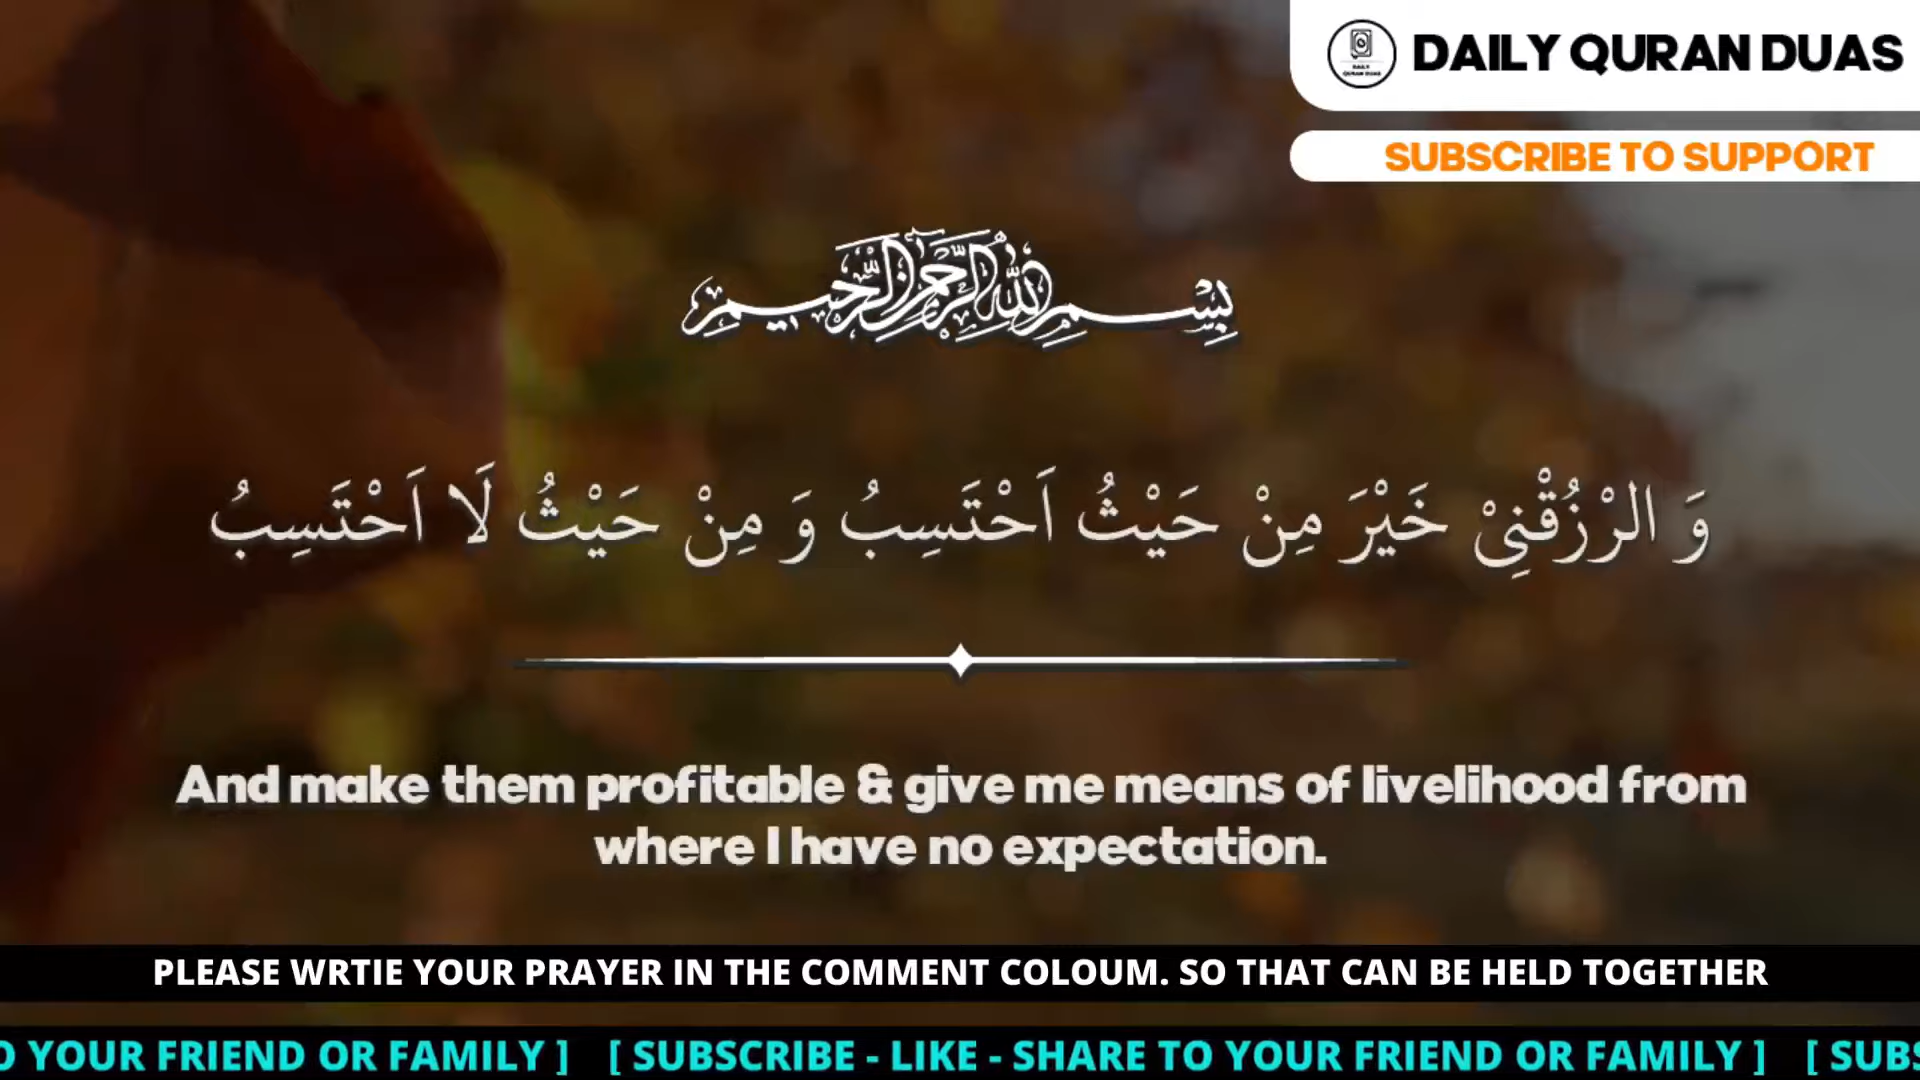 DAILY QURAN DUAS
SUBSCRIBE TO SUPPORT
بِسْمِ اللهِ الرَّحْمٰنِ الرَّحِيْمِ
وَ الرْزُقْنِیْ خَيْرَ مِنْ حَيْثُ اَحْتَسِبُ وَ مِنْ حَيْثُ لَا اَحْتَسِبُ
And make them profitable & give me means of livelihood from
where I have no expectation.
PLEASE WRTIE YOUR PRAYER IN THE COMMENT COLOUM. SO THAT CAN BE HELD TOGETHER
O YOUR FRIEND OR FAMILY ] [ SUBSCRIBE - LIKE - SHARE TO YOUR FRIEND OR FAMILY ] [ SUBS